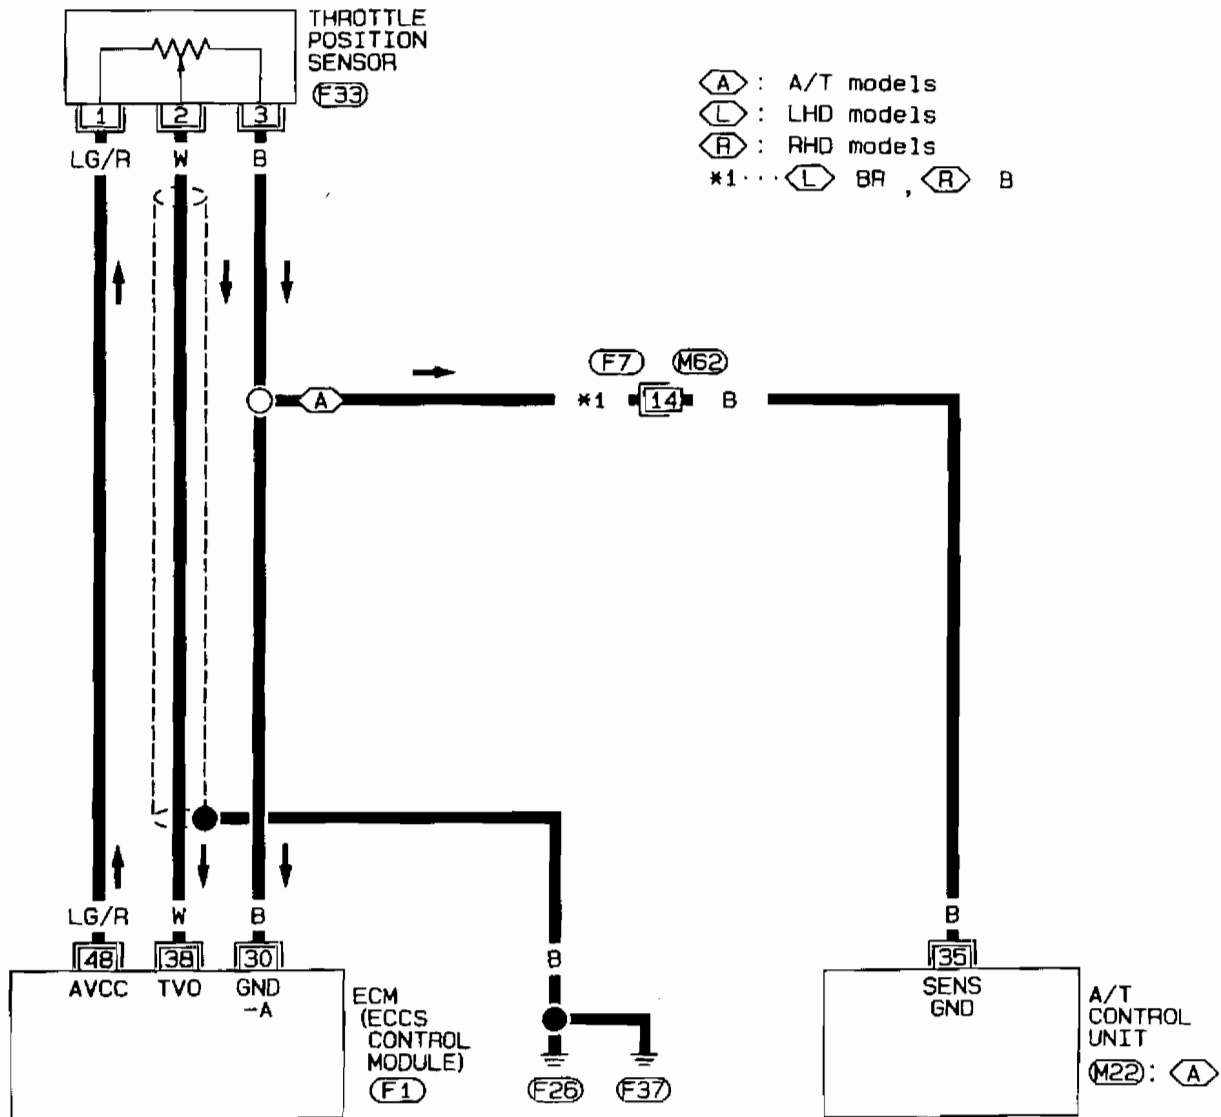 THROTTLE
POSITION
SENSOR
F33
1 2 3
LG/R W B
A : A/T models
L : LHD models
R : RHD models
*1··· L BR , R B
F7 M62
A *1 14 B
LG/R W B
48 38 30
AVCC TVO GND
-A
ECM
(ECCS
CONTROL
MODULE)
F1
B
F26 F37
B
35
SENS
GND
A/T
CONTROL
UNIT
M22 : A